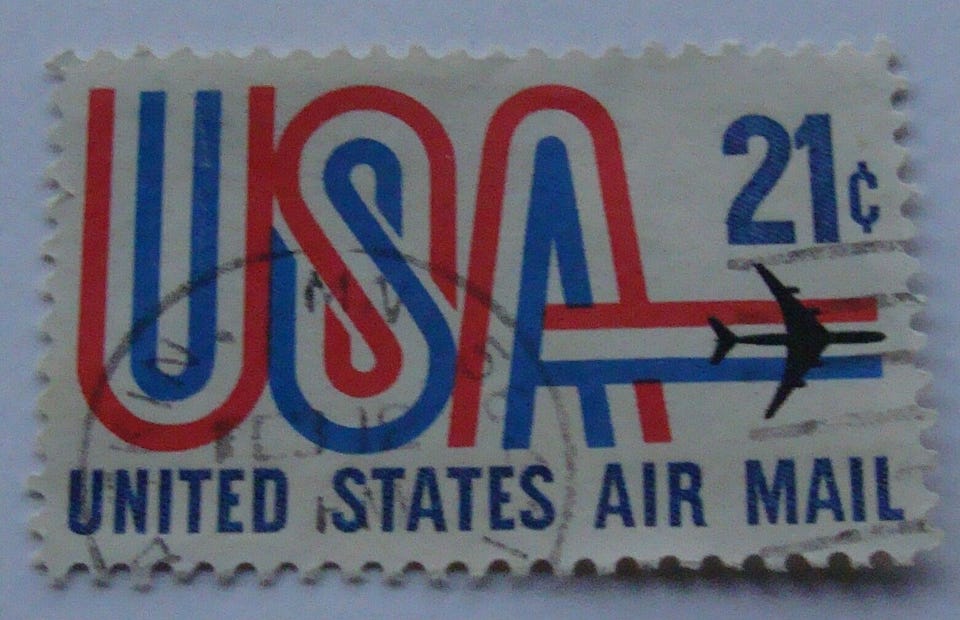 USA
21¢
UNITED STATES AIR MAIL